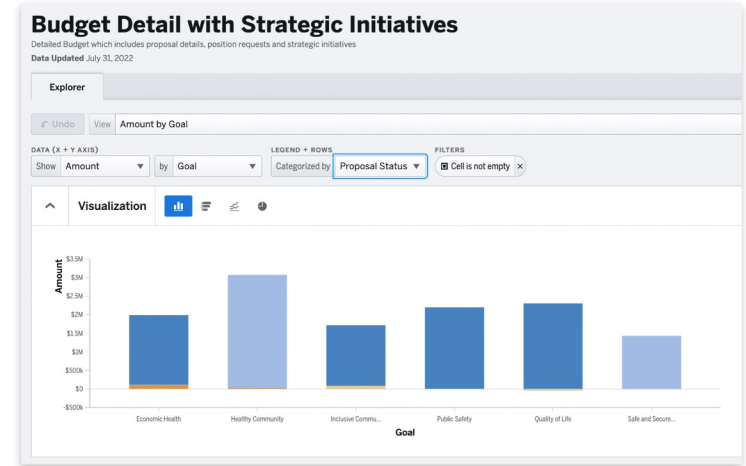 Budget Detail with Strategic Initiatives
Detailed Budget which includes proposal details, position requests and strategic initiatives
Data Updated July 31, 2022
Explorer
Undo View Amount by Goal
DATA (X + Y AXIS) LEGEND + ROWS FILTERS
Show Amount by Goal Categorized by Proposal Status Cell is not empty ×
Visualization
Amount
$3.5M
$3M
$2.5M
$2M
$1.5M
$1M
$500k
$0
-$500k
Economic Health Healthy Community Inclusive Commu... Public Safety Quality of Life Safe and Secure...
Goal